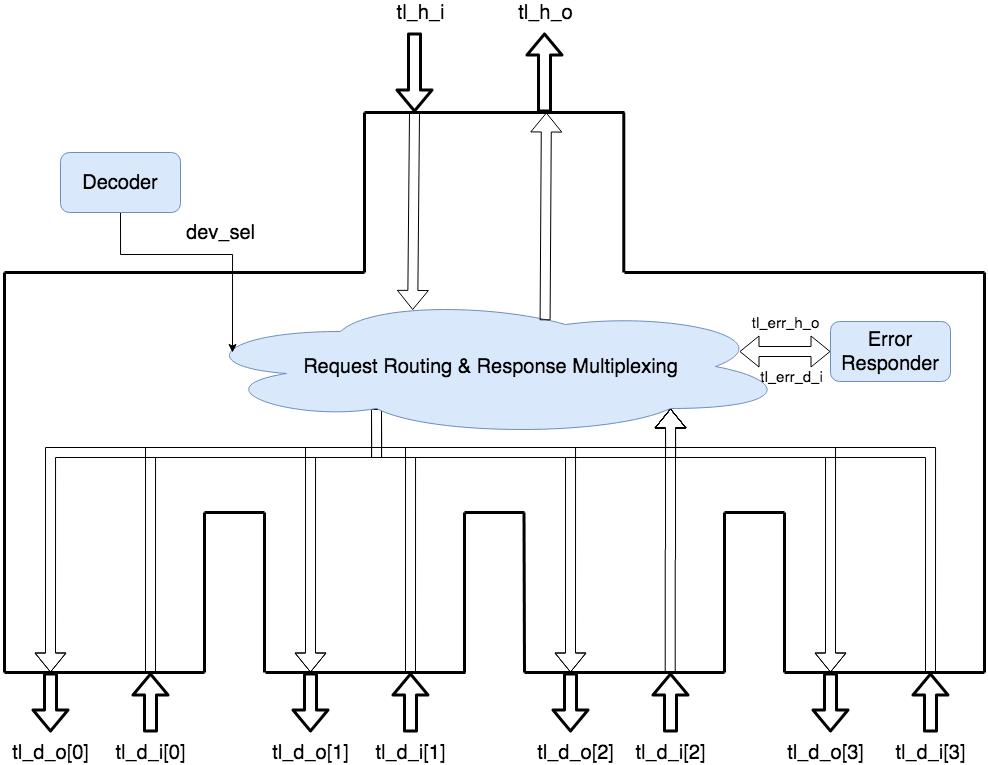 tl_h_i
tl_h_o
Decoder
dev_sel
tl_err_h_o
Error
Responder
tl_err_d_i
Request Routing & Response Multiplexing
tl_d_o[0]
tl_d_i[0]
tl_d_o[1]
tl_d_i[1]
tl_d_o[2]
tl_d_i[2]
tl_d_o[3]
tl_d_i[3]